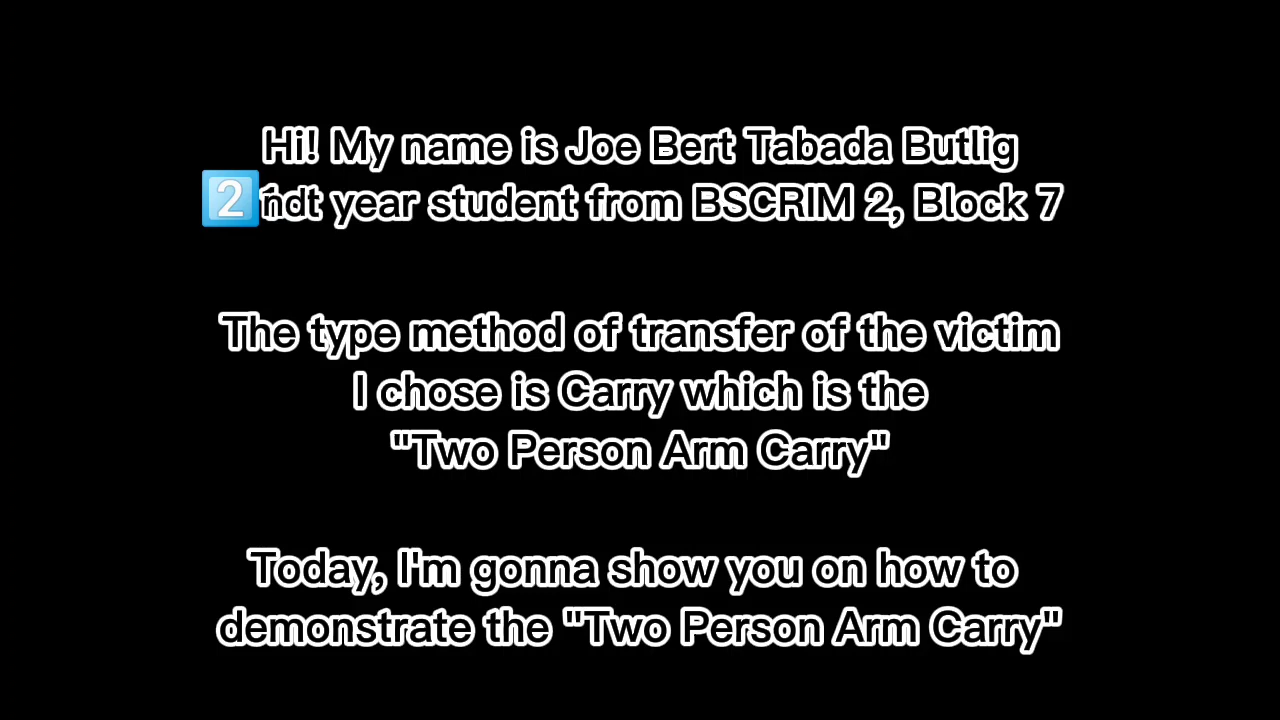 Hi! My name is Joe Bert Tabada Butlig
2️⃣ndt year student from BSCRIM 2, Block 7
The type method of transfer of the victim
I chose is Carry which is the
"Two Person Arm Carry"
Today, I'm gonna show you on how to
demonstrate the "Two Person Arm Carry"